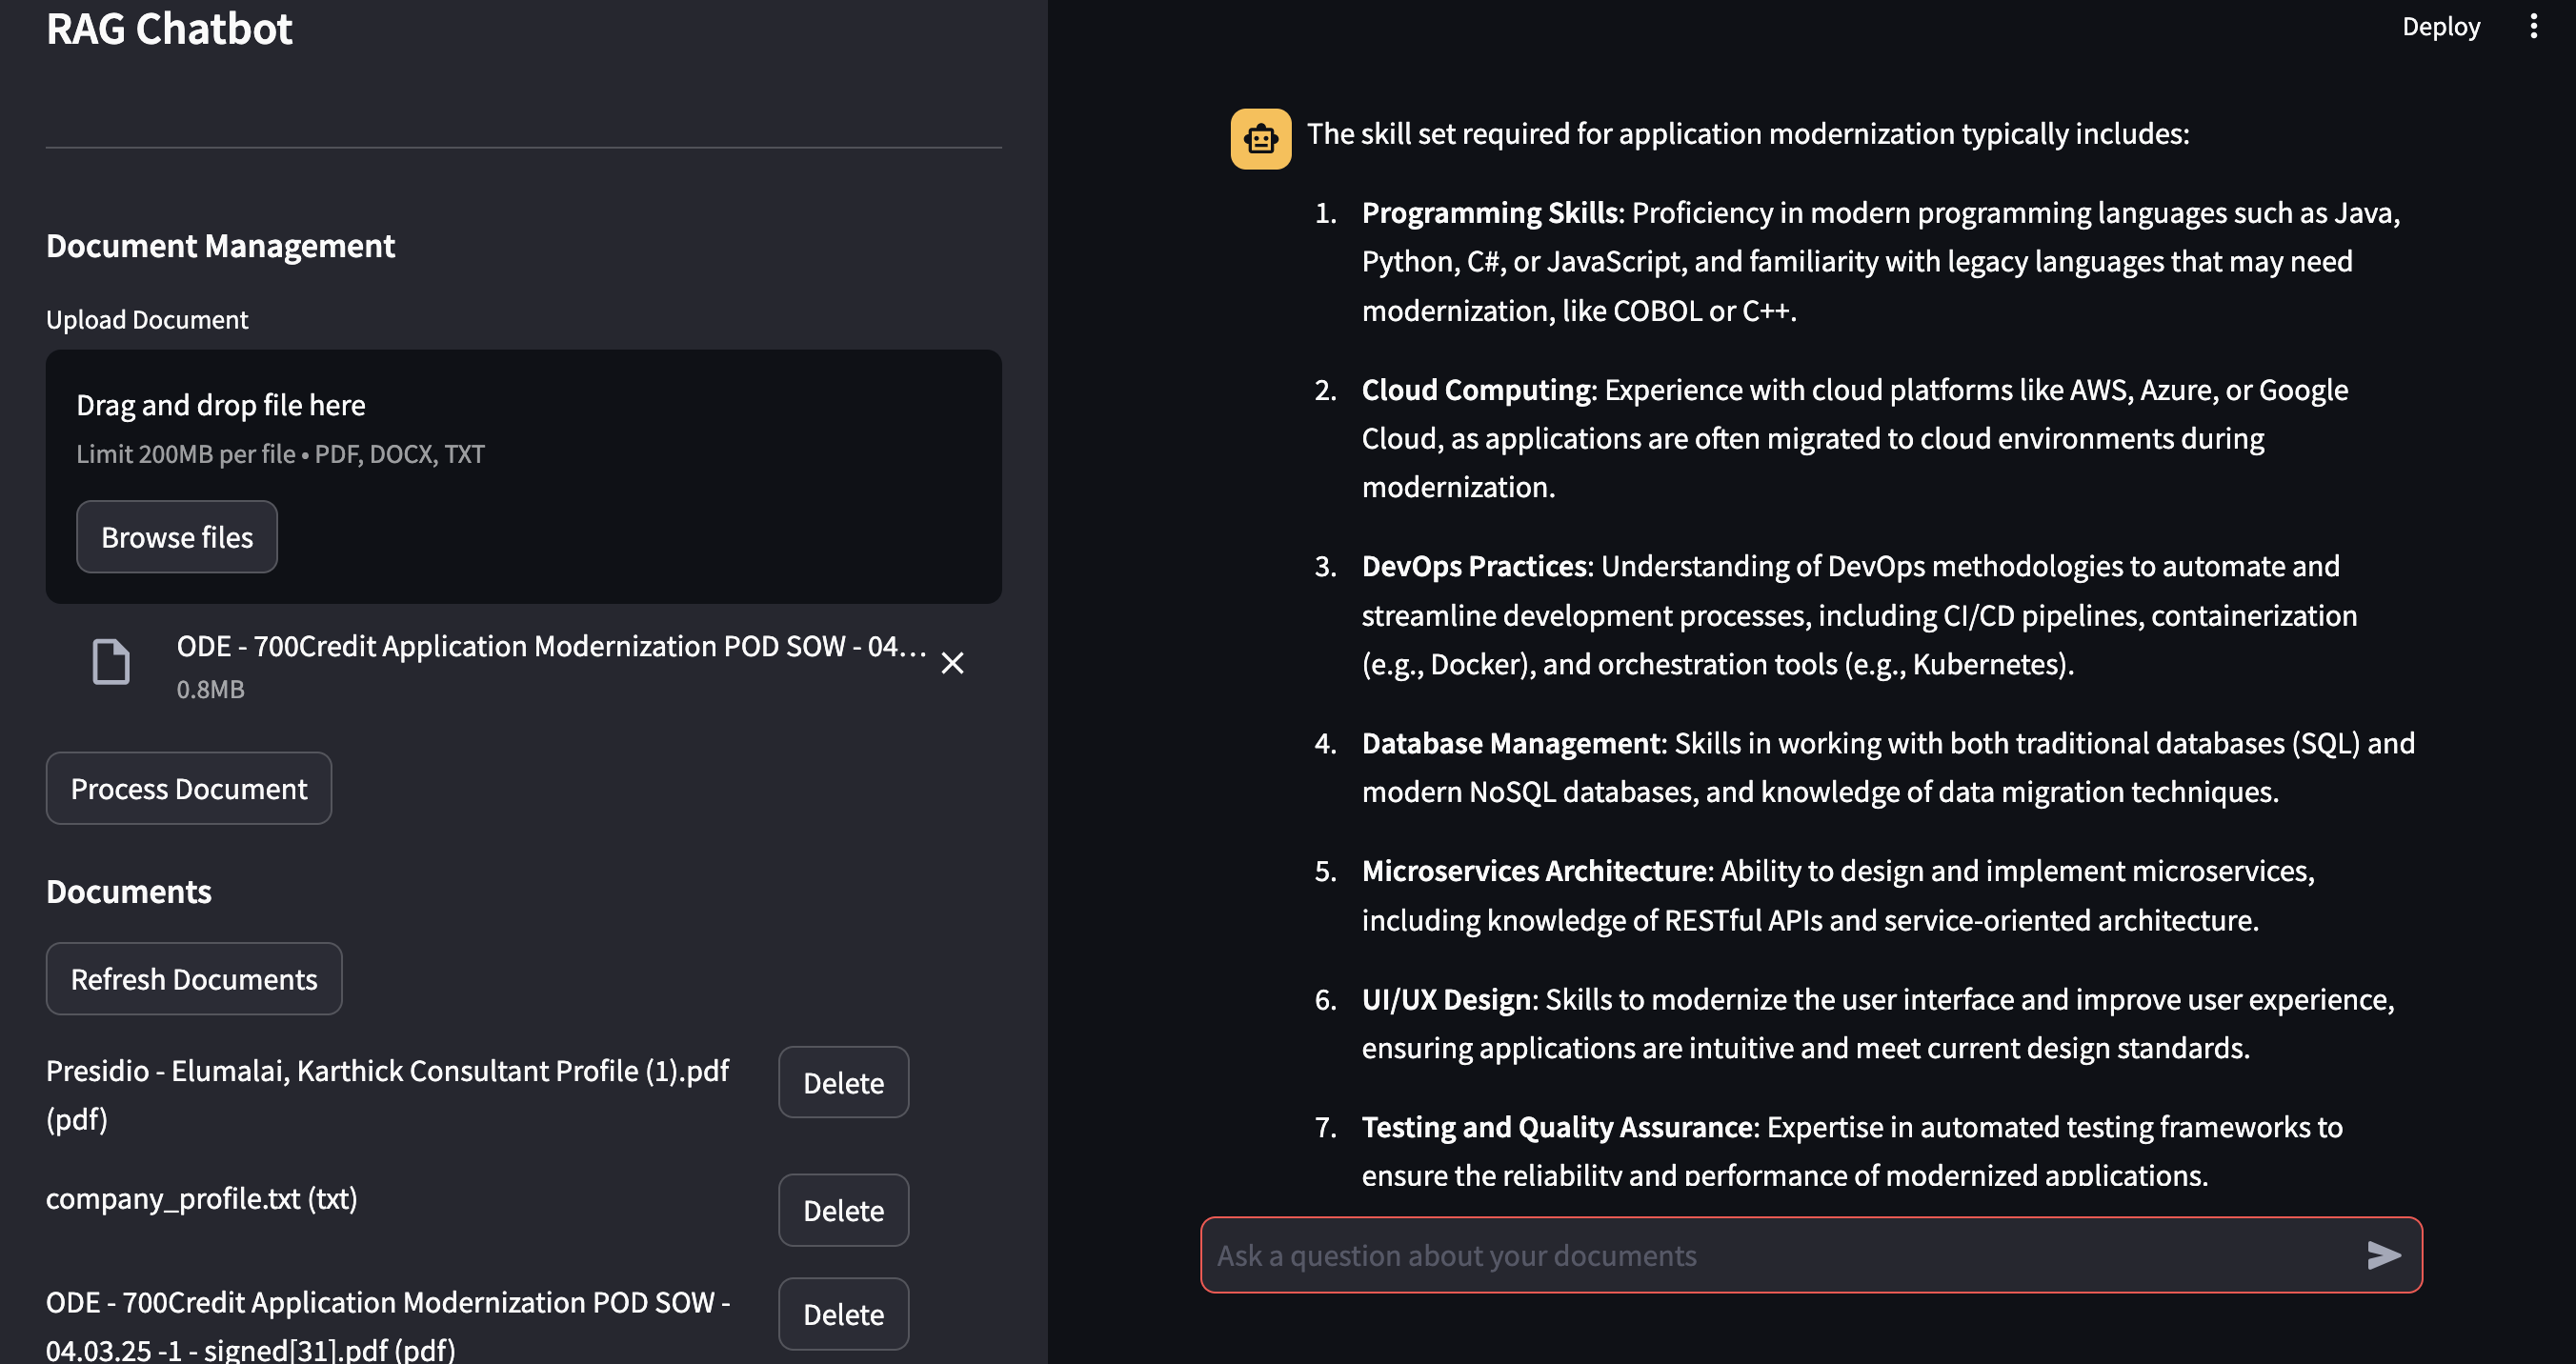 RAG Chatbot
Document Management
Upload Document
Drag and drop file here
Limit 200MB per file • PDF, DOCX, TXT
Browse files
ODE - 700Credit Application Modernization POD SOW - 04...
0.8MB
Process Document
Documents
Refresh Documents
Presidio - Elumalai, Karthick Consultant Profile (1).pdf
(pdf)
Delete
company_profile.txt (txt)
Delete
ODE - 700Credit Application Modernization POD SOW -
04.03.25 -1 - signed[31].pdf (pdf)
Delete
Deploy
The skill set required for application modernization typically includes:
1. Programming Skills: Proficiency in modern programming languages such as Java,
Python, C#, or JavaScript, and familiarity with legacy languages that may need
modernization, like COBOL or C++.
2. Cloud Computing: Experience with cloud platforms like AWS, Azure, or Google
Cloud, as applications are often migrated to cloud environments during
modernization.
3. DevOps Practices: Understanding of DevOps methodologies to automate and
streamline development processes, including CI/CD pipelines, containerization
(e.g., Docker), and orchestration tools (e.g., Kubernetes).
4. Database Management: Skills in working with both traditional databases (SQL) and
modern NoSQL databases, and knowledge of data migration techniques.
5. Microservices Architecture: Ability to design and implement microservices,
including knowledge of RESTful APIs and service-oriented architecture.
6. UI/UX Design: Skills to modernize the user interface and improve user experience,
ensuring applications are intuitive and meet current design standards.
7. Testing and Quality Assurance: Expertise in automated testing frameworks to
ensure the reliability and performance of modernized applications.
Ask a question about your documents